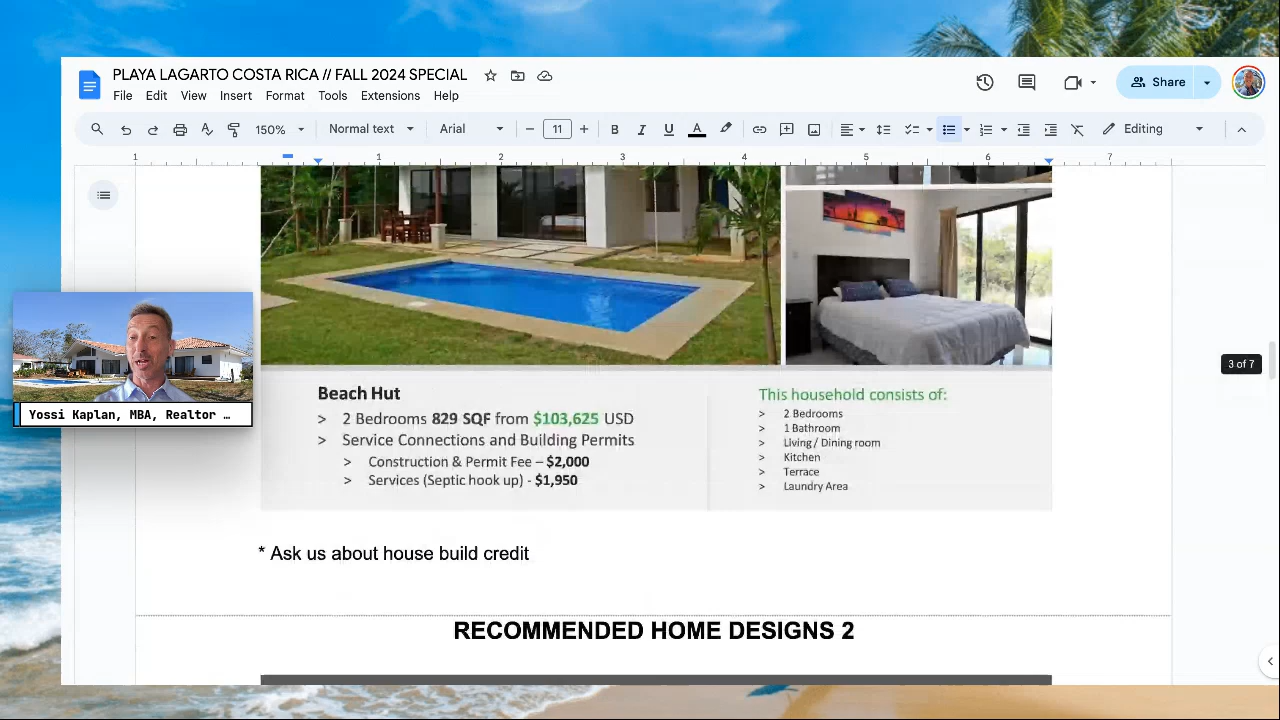 PLAYA LAGARTO COSTA RICA // FALL 2024 SPECIAL
File Edit View Insert Format Tools Extensions Help
Share
150% Normal text Arial 11 B I U A Editing
1 1 2 3 4 5 6 7
3 of 7
Yossi Kaplan, MBA, Realtor …
Beach Hut
> 2 Bedrooms 829 SQF from $103,625 USD
> Service Connections and Building Permits
> Construction & Permit Fee – $2,000
> Services (Septic hook up) - $1,950
This household consists of:
> 2 Bedrooms
> 1 Bathroom
> Living / Dining room
> Kitchen
> Terrace
> Laundry Area
* Ask us about house build credit
RECOMMENDED HOME DESIGNS 2